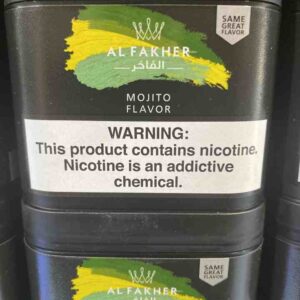 SAME
GREAT
FLAVOR
AL FAKHER
الفاخر
MOJITO
FLAVOR
WARNING:
This product contains nicotine.
Nicotine is an addictive
chemical.
SAME
GREAT
FLAVOR
AL FAKHER